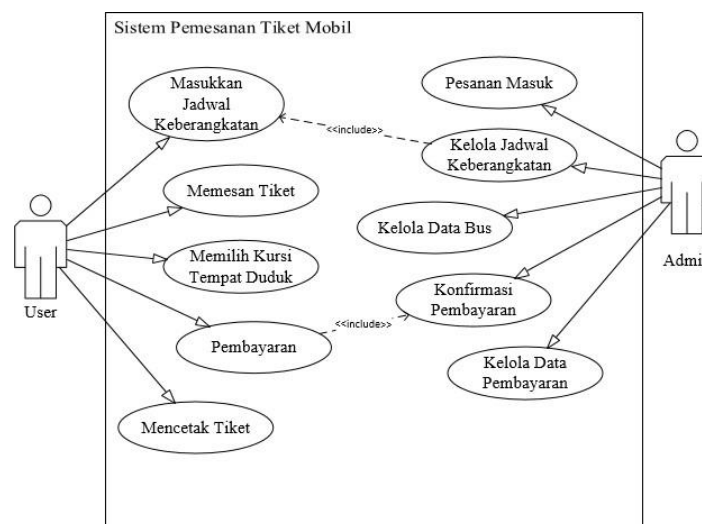 Sistem Pemesanan Tiket Mobil
Masukkan
Jadwal
Keberangkatan
Pesanan Masuk
<<include>>
Kelola Jadwal
Keberangkatan
Memesan Tiket
Kelola Data Bus
Memilih Kursi
Tempat Duduk
User
Admi
Konfirmasi
Pembayaran
<<include>>
Pembayaran
Kelola Data
Pembayaran
Mencetak Tiket